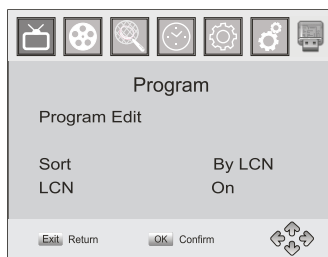 Program
Program Edit
Sort By LCN
LCN On
Exit Return OK Confirm